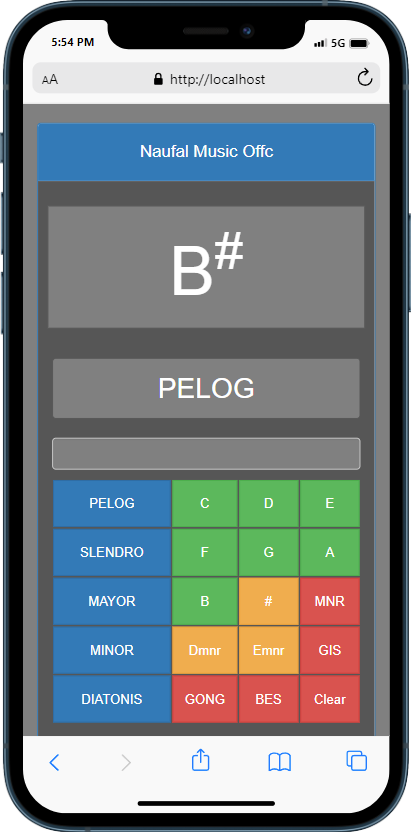 5:54 PM 5G
AA http://localhost
Naufal Music Offc
B#
PELOG
PELOG C D E
SLENDRO F G A
MAYOR B # MNR
MINOR Dmnr Emnr GIS
DIATONIS GONG BES Clear